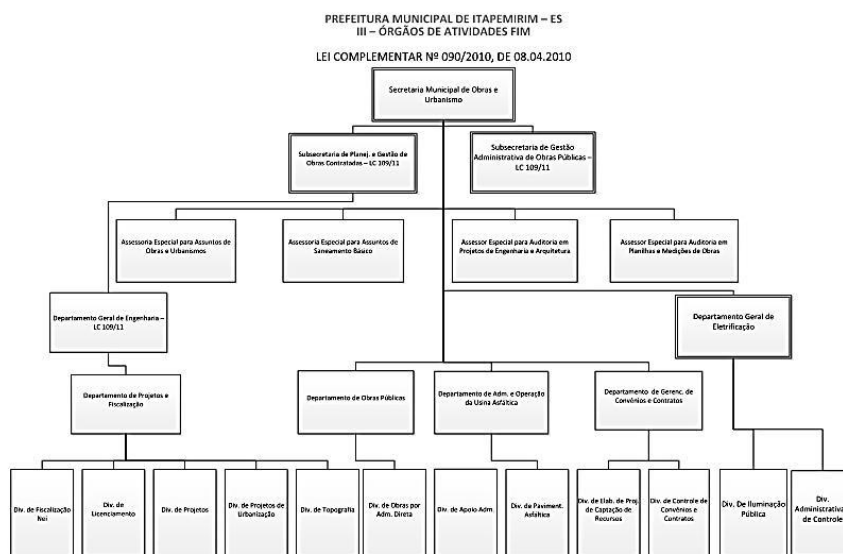 PREFEITURA MUNICIPAL DE ITAPEMIRIM – ES
III – ÓRGÃOS DE ATIVIDADES FIM
LEI COMPLEMENTAR Nº 090/2010, DE 08.04.2010
Secretaria Municipal de Obras e
Urbanismo
Subsecretaria de Planej. e Gestão de
Obras Contratadas – LC 109/11
Subsecretaria de Gestão
Administrativa de Obras Públicas –
LC 109/11
Assessoria Especial para Assuntos de
Obras e Urbanismos
Assessoria Especial para Assuntos de
Saneamento Básico
Assessor Especial para Auditoria em
Projetos de Engenharia e Arquitetura
Assessor Especial para Auditoria em
Planilhas e Medições de Obras
Departamento Geral de Engenharia –
LC 109/11
Departamento Geral de
Eletrificação
Departamento de Projetos e
Fiscalização
Departamento de Obras Públicas
Departamento de Adm. e Operação
da Usina Asfáltica
Departamento de Gerenc. de
Convênios e Contratos
Div. de Fiscalização
Nei
Div. de
Licenciamento
Div. de Projetos
Div. de Projetos de
Urbanização
Div. de Topografia
Div. de Obras por
Adm. Direta
Div. de Apoio Adm.
Div. de Paviment.
Asfáltica
Div. de Elab. de Proj.
de Captação de
Recursos
Div. de Controle de
Convênios e
Contratos
Div. De Iluminação
Pública
Div.
Administrativa
de Controle